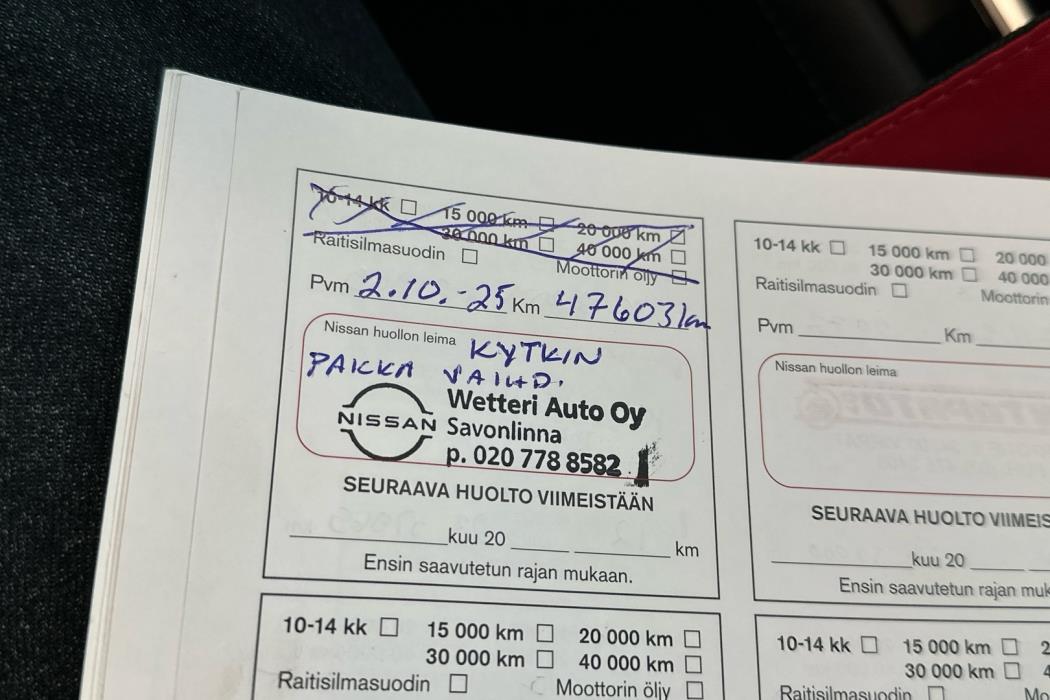 10-14 kk 15 000 km 20 000 km
30 000 km 40 000 km
Raitisilmasuodin Moottorin öljy
Pvm 2.10.-25 Km 476031km
Nissan huollon leima KYTKIN
PAKKA VAIHD.
NISSAN
Wetteri Auto Oy
Savonlinna
p. 020 778 8582
SEURAAVA HUOLTO VIIMEISTÄÄN
kuu 20 km
Ensin saavutetun rajan mukaan.
10-14 kk 15 000 km 20 000
30 000 km 40 000
Raitisilmasuodin Moottorin
Pvm Km
Nissan huollon leima
SEURAAVA HUOLTO VIIMEIS
kuu 20
Ensin saavutetun rajan muk
10-14 kk 15 000 km 20 000 km
30 000 km 40 000 km
Raitisilmasuodin Moottorin öljy
10-14 kk 15 000 km 2
30 000 km 4
Raitisilmasuodin Mo